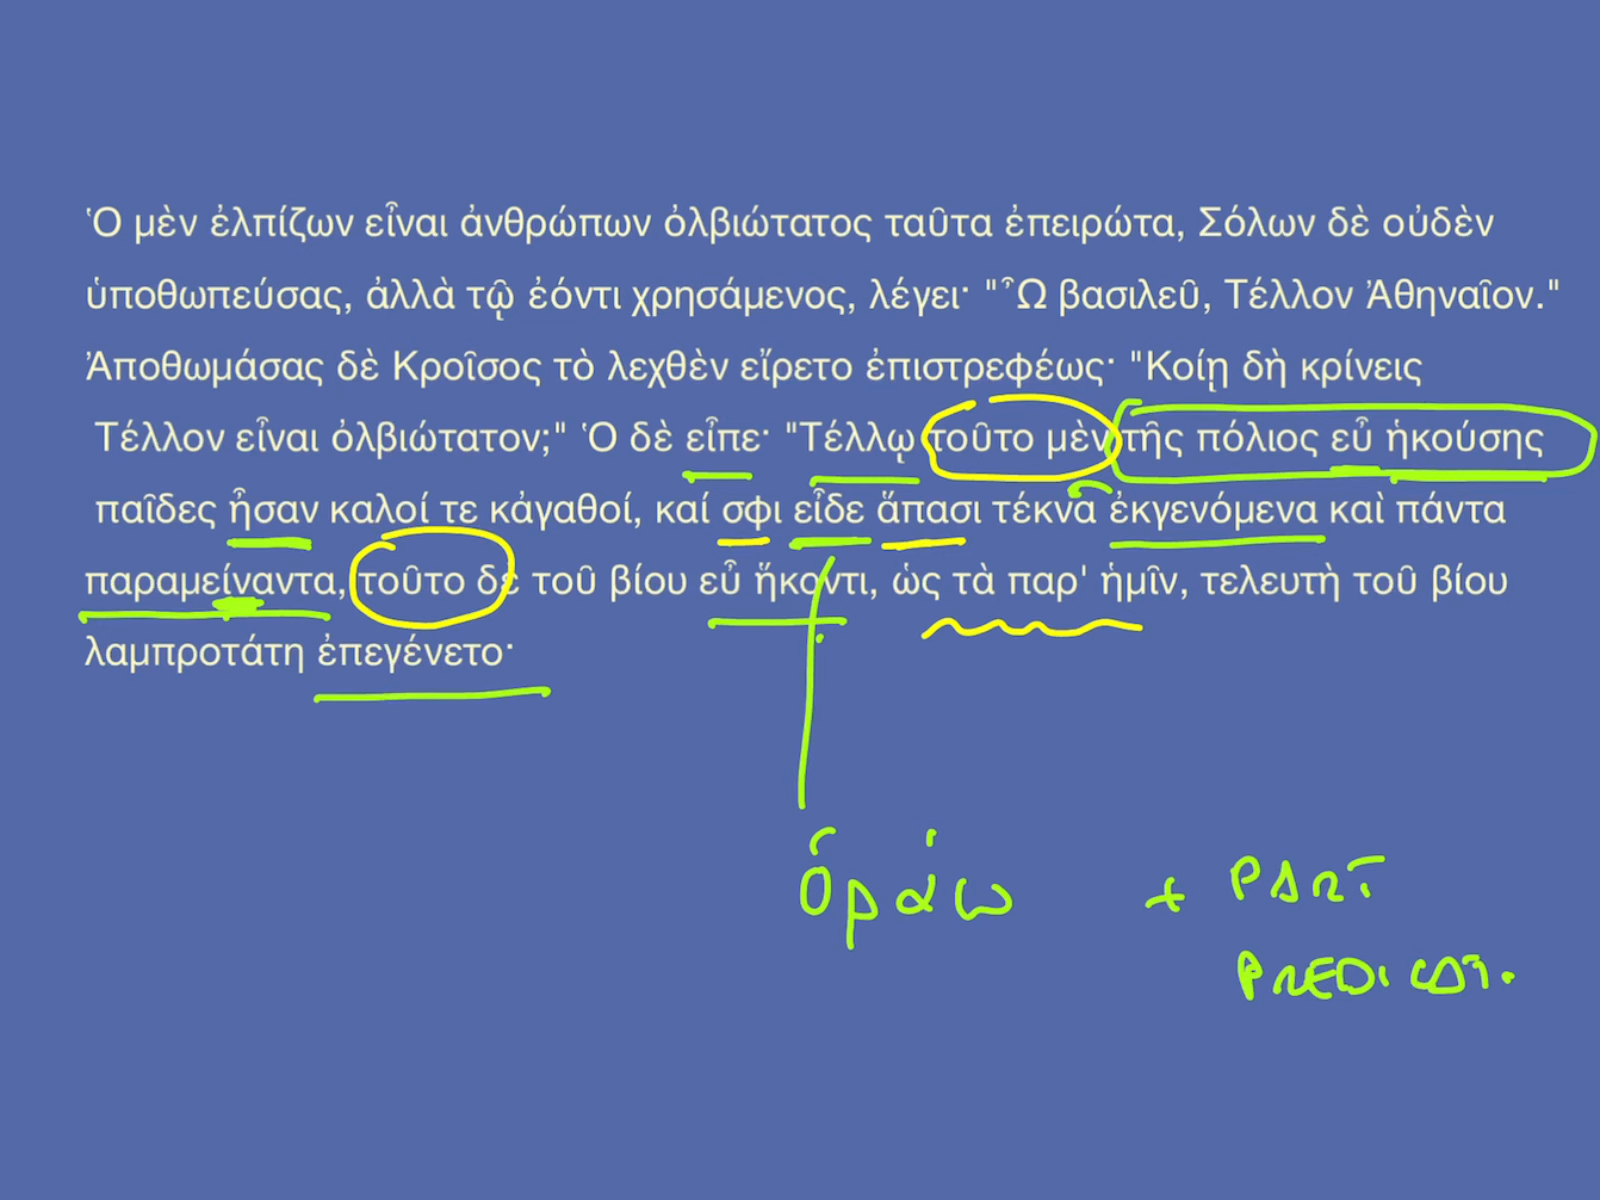 Ὁ μὲν ἐλπίζων εἶναι ἀνθρώπων ὀλβιώτατος ταῦτα ἐπειρώτα, Σόλων δὲ οὐδὲν
ὑποθωπεύσας, ἀλλὰ τῷ ἐόντι χρησάμενος, λέγει· "Ὦ βασιλεῦ, Τέλλον Ἀθηναῖον."
Ἀποθωμάσας δὲ Κροῖσος τὸ λεχθὲν εἴρετο ἐπιστρεφέως· "Κοίῃ δὴ κρίνεις
Τέλλον εἶναι ὀλβιώτατον;" Ὁ δὲ εἶπε· "Τέλλῳ τοῦτο μὲν τῆς πόλιος εὖ ἡκούσης
παῖδες ἦσαν καλοί τε κἀγαθοί, καί σφι εἶδε ἅπασι τέκνα ἐκγενόμενα καὶ πάντα
παραμείναντα, τοῦτο δὲ τοῦ βίου εὖ ἥκοντι, ὡς τὰ παρ' ἡμῖν, τελευτὴ τοῦ βίου
λαμπροτάτη ἐπεγένετο·
ὁράω + PART
PREDICAT.